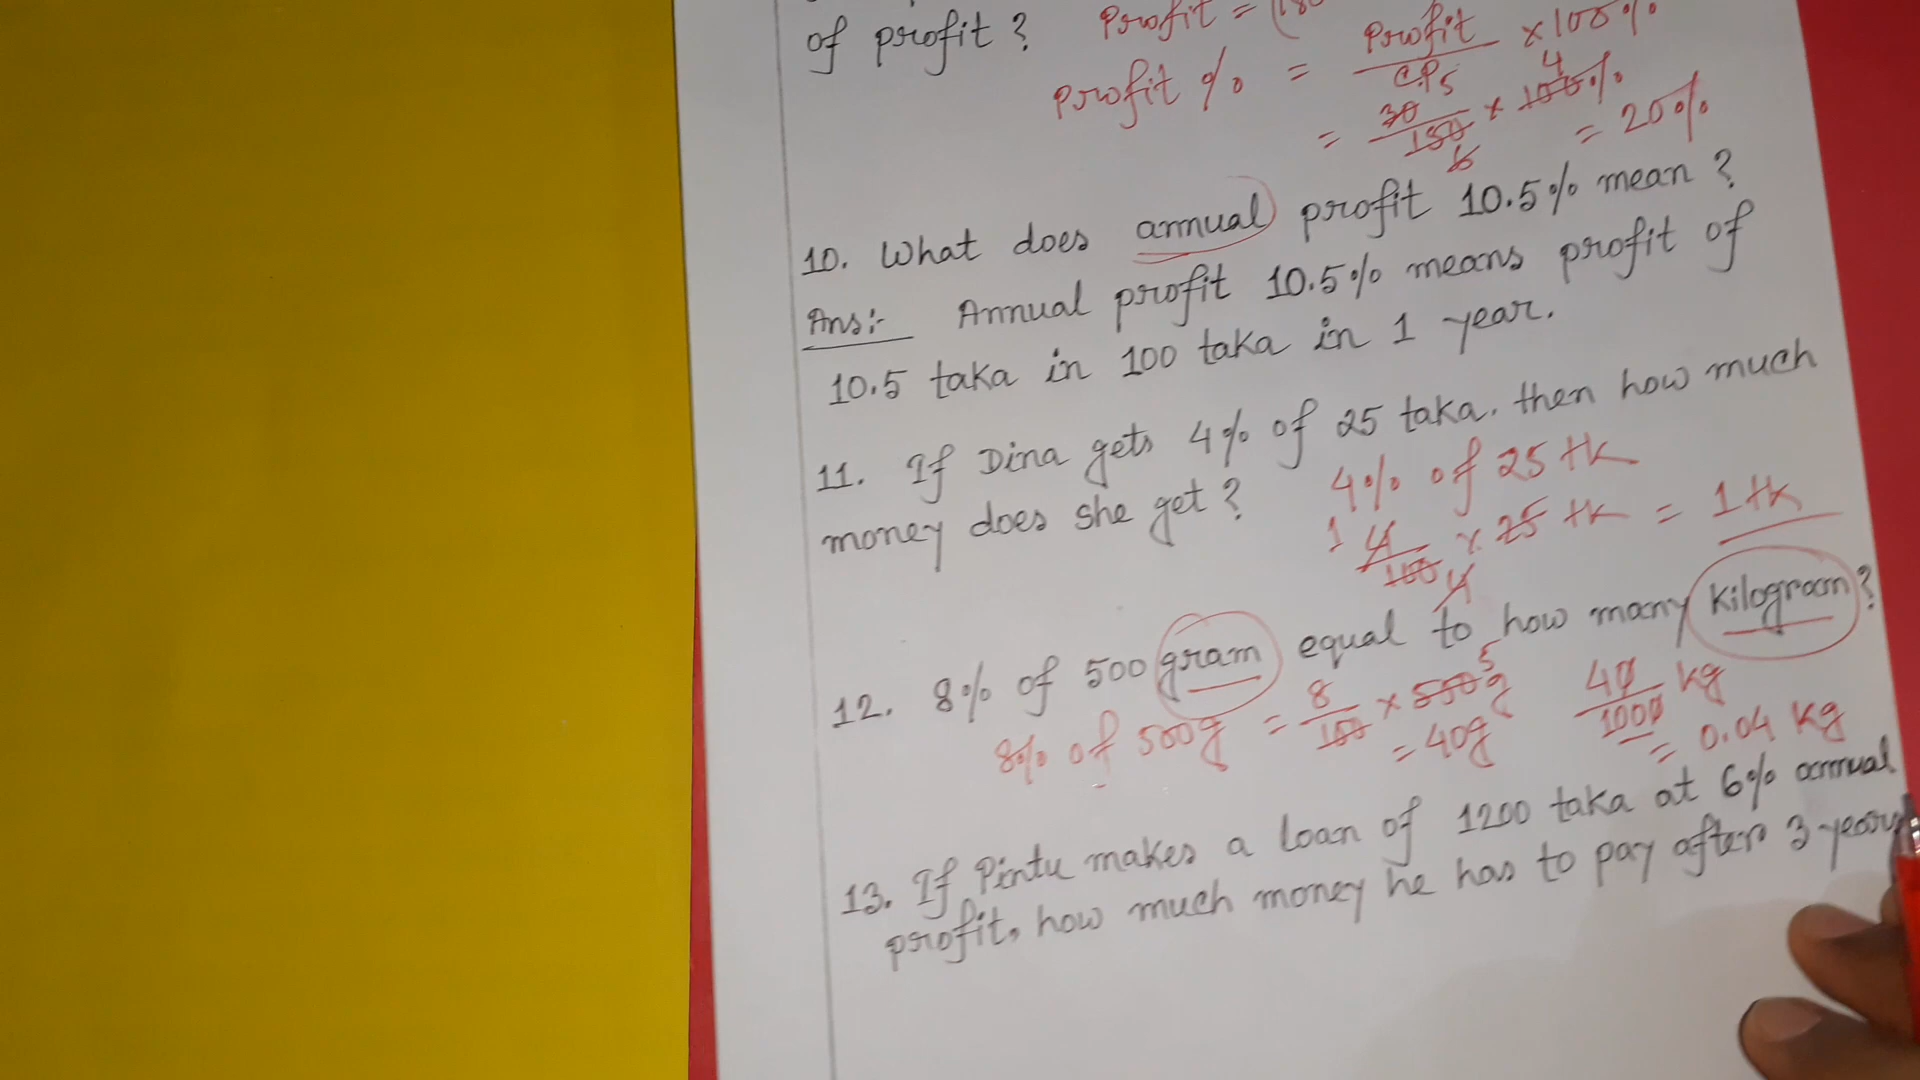 of profit? Profit = (180
Profit % = Profit/C.P × 100%
= 30/150 × 100% = 20%
10. What does annual profit 10.5% mean?
Ans:- Annual profit 10.5% means profit of
10.5 taka in 100 taka in 1 year.
11. If Dina gets 4% of 25 taka. then how much
money does she get? 4% of 25 tk
4/100 × 25 tk = 1 tk
12. 8% of 500 gram equal to how many kilogram?
8% of 500g = 8/100 × 500g
= 40g
40/1000 kg
= 0.04 kg
13. If Pintu makes a loan of 1200 taka at 6% annual
profit, how much money he has to pay after 3 years